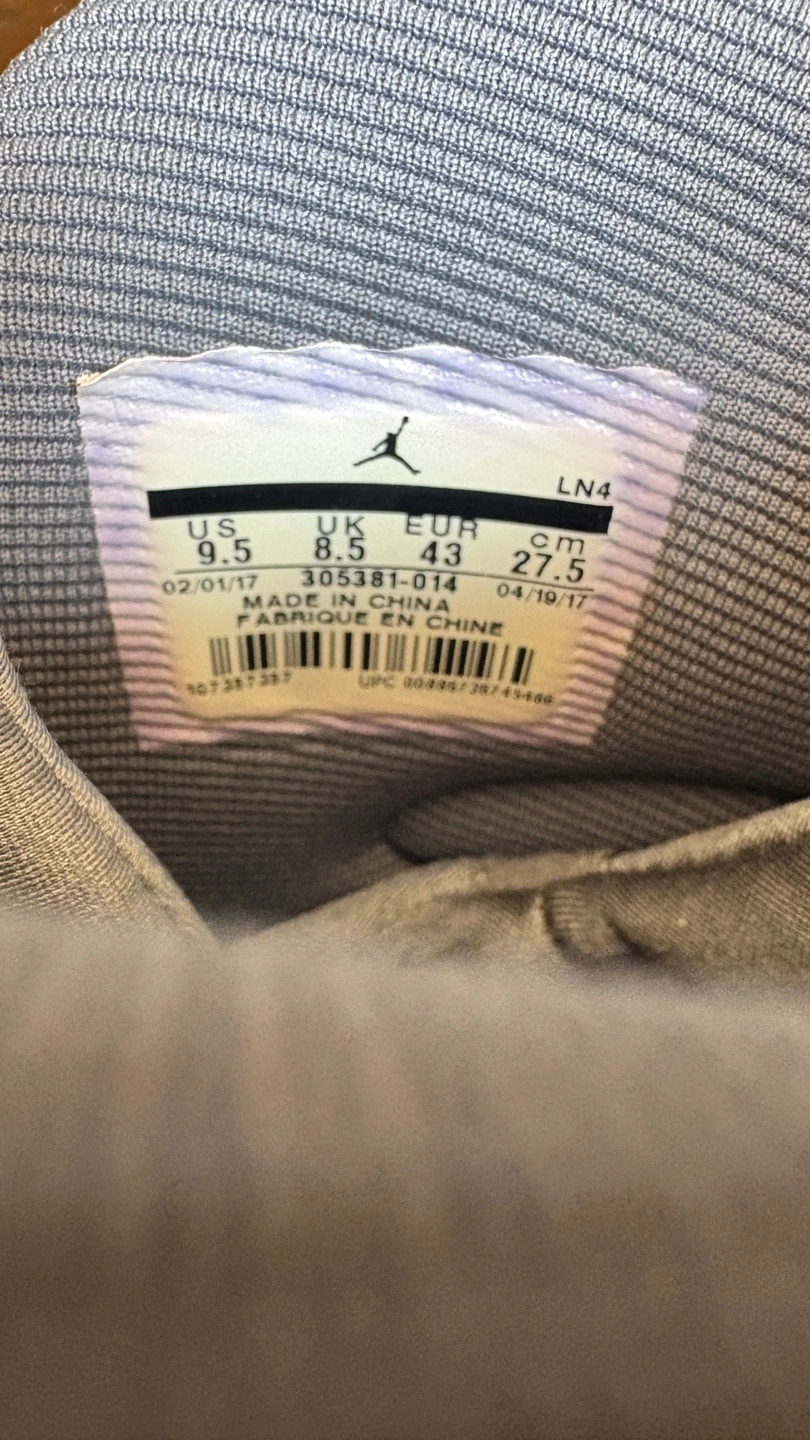 LN4
US UK EUR cm
9.5 8.5 43 27.5
02/01/17 305381-014 04/19/17
MADE IN CHINA
FABRIQUE EN CHINE
UPC